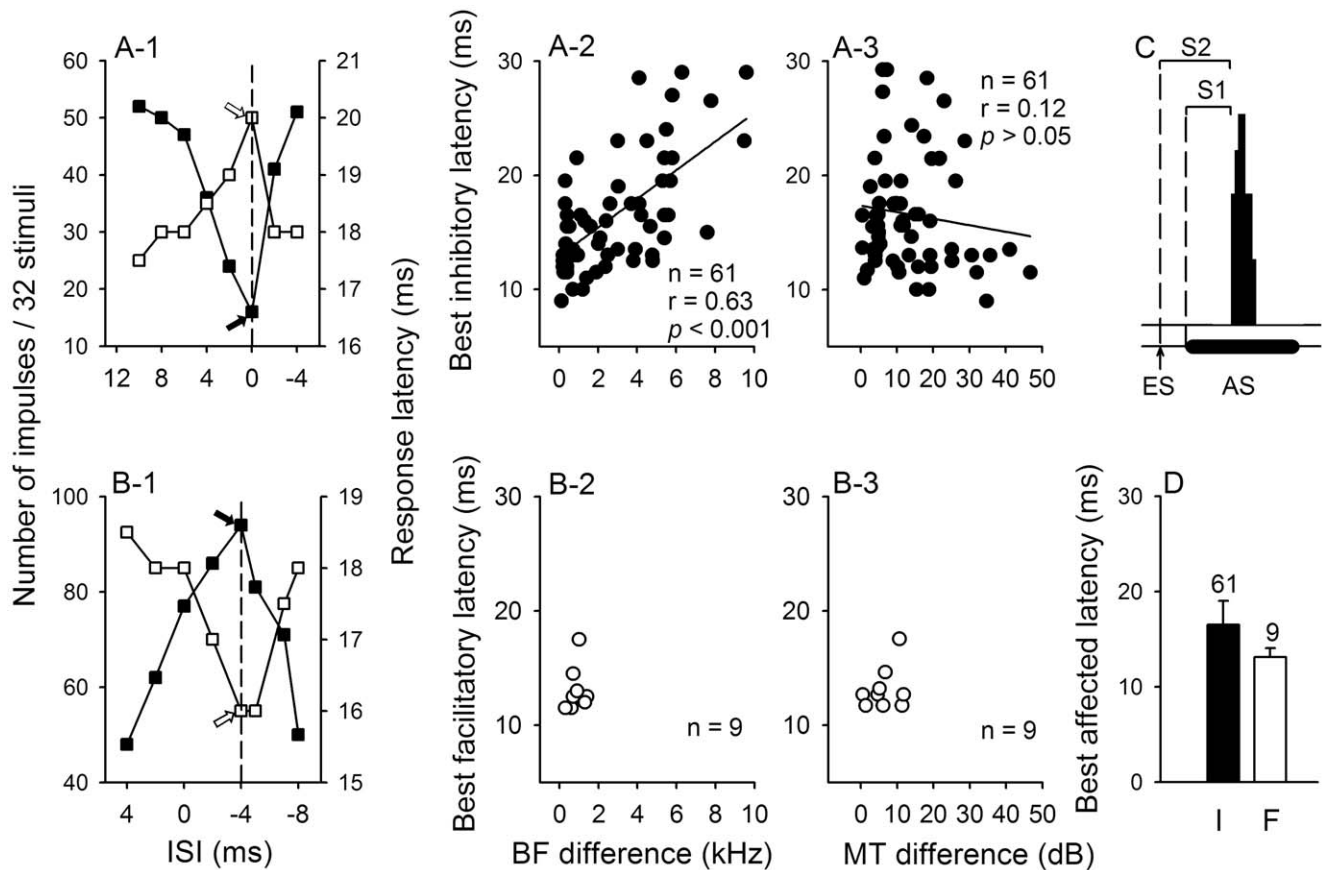 A-1
Number of impulses / 32 stimuli
60
50
40
30
20
10
12
8
4
0
-4
21
20
19
18
17
16
Response latency (ms)
A-2
Best inhibitory latency (ms)
30
20
10
0
2
4
6
8
10
n = 61
r = 0.63
p < 0.001
A-3
30
20
10
0
10
20
30
40
50
n = 61
r = 0.12
p > 0.05
C
S2
S1
ES
AS
B-1
100
80
60
40
4
0
-4
-8
ISI (ms)
19
18
17
16
15
B-2
Best facilitatory latency (ms)
30
20
10
0
2
4
6
8
10
n = 9
BF difference (kHz)
B-3
30
20
10
0
10
20
30
40
50
n = 9
MT difference (dB)
D
Best affected latency (ms)
30
20
10
0
61
9
I
F